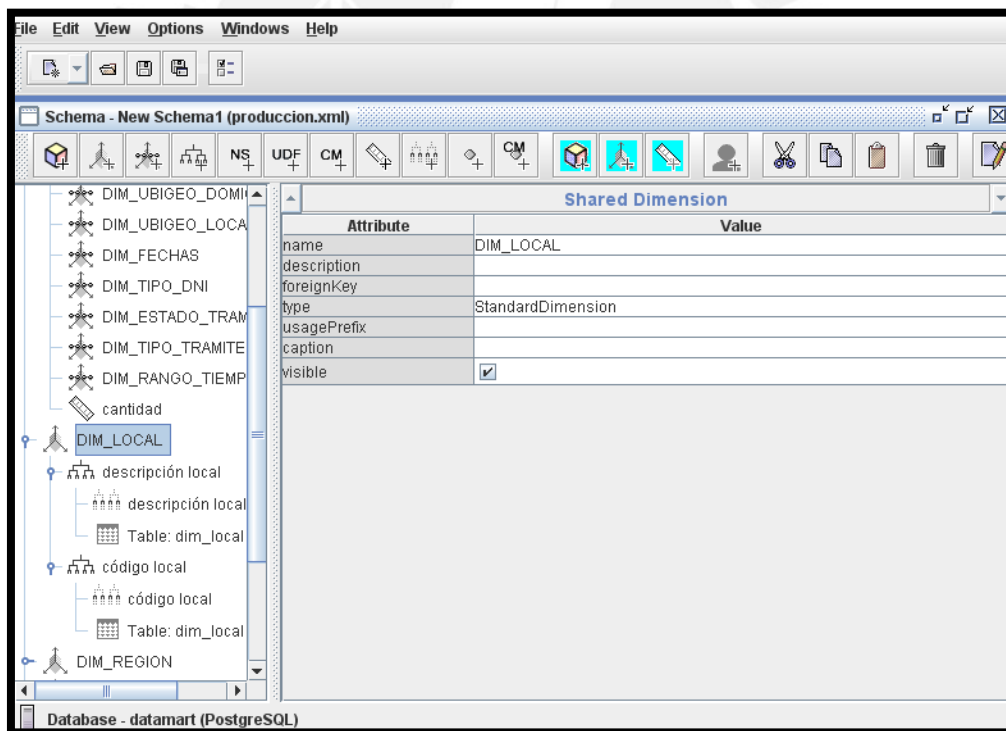 File Edit View Options Windows Help
Schema - New Schema1 (produccion.xml)
NS UDF CM CM
Shared Dimension
DIM_UBIGEO_DOMI
DIM_UBIGEO_LOCA
DIM_FECHAS
DIM_TIPO_DNI
DIM_ESTADO_TRAM
DIM_TIPO_TRAMITE
DIM_RANGO_TIEMP
cantidad
DIM_LOCAL
descripción local
descripción local
Table: dim_local
código local
código local
Table: dim_local
DIM_REGION
Attribute Value
name DIM_LOCAL
description
foreignKey
type StandardDimension
usagePrefix
caption
visible
Database - datamart (PostgreSQL)